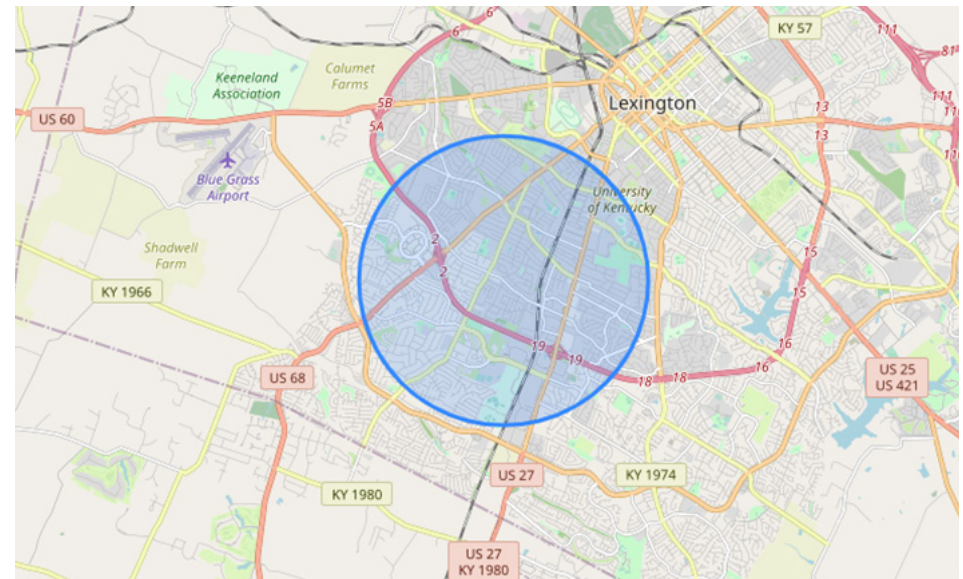 6
6
KY 57
111
81
Keeneland
Association
Calumet
Farms
5B
5A
Lexington
13
13
111
US 60
Blue Grass
Airport
University
of Kentucky
Shadwell
Farm
2
2
15
15
KY 1966
19
19
16
16
18
18
US 68
US 25
US 421
US 27
KY 1974
KY 1980
US 27
KY 1980